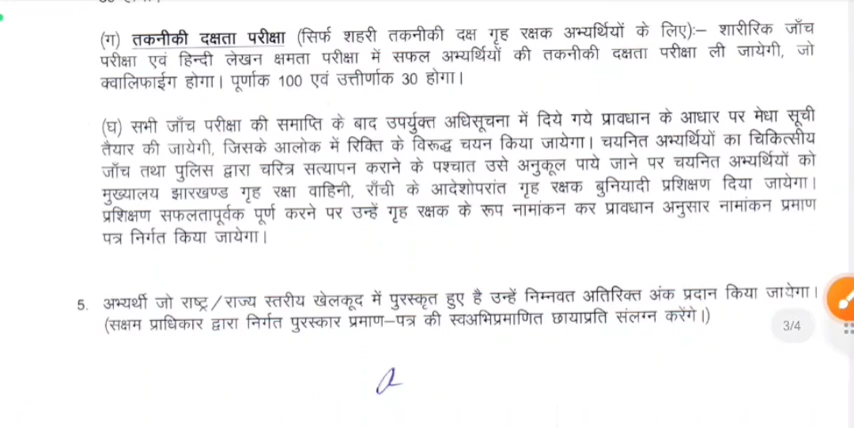 (ग) तकनीकी दक्षता परीक्षा (सिर्फ शहरी तकनीकी दक्ष गृह रक्षक अभ्यर्थियों के लिए):– शारीरिक जाँच
परीक्षा एवं हिन्दी लेखन क्षमता परीक्षा में सफल अभ्यर्थियों की तकनीकी दक्षता परीक्षा ली जायेगी, जो
क्वालिफाईंग होगा। पूर्णांक 100 एवं उत्तीर्णांक 30 होगा।
(घ) सभी जाँच परीक्षा की समाप्ति के बाद उपर्युक्त अधिसूचना में दिये गये प्रावधान के आधार पर मेधा सूची
तैयार की जायेगी, जिसके आलोक में रिक्ति के विरूद्ध चयन किया जायेगा। चयनित अभ्यर्थियों का चिकित्सीय
जाँच तथा पुलिस द्वारा चरित्र सत्यापन कराने के पश्चात उसे अनुकूल पाये जाने पर चयनित अभ्यर्थियों को
मुख्यालय झारखण्ड गृह रक्षा वाहिनी, राँची के आदेशोपरांत गृह रक्षक बुनियादी प्रशिक्षण दिया जायेगा।
प्रशिक्षण सफलतापूर्वक पूर्ण करने पर उन्हें गृह रक्षक के रूप नामांकन कर प्रावधान अनुसार नामांकन प्रमाण
पत्र निर्गत किया जायेगा।
5. अभ्यर्थी जो राष्ट्र/राज्य स्तरीय खेलकूद में पुरस्कृत हुए है उन्हें निम्नवत अतिरिक्त अंक प्रदान किया जायेगा।
(सक्षम प्राधिकार द्वारा निर्गत पुरस्कार प्रमाण–पत्र की स्वअभिप्रमाणित छायाप्रति संलग्न करेंगे।)
3/4